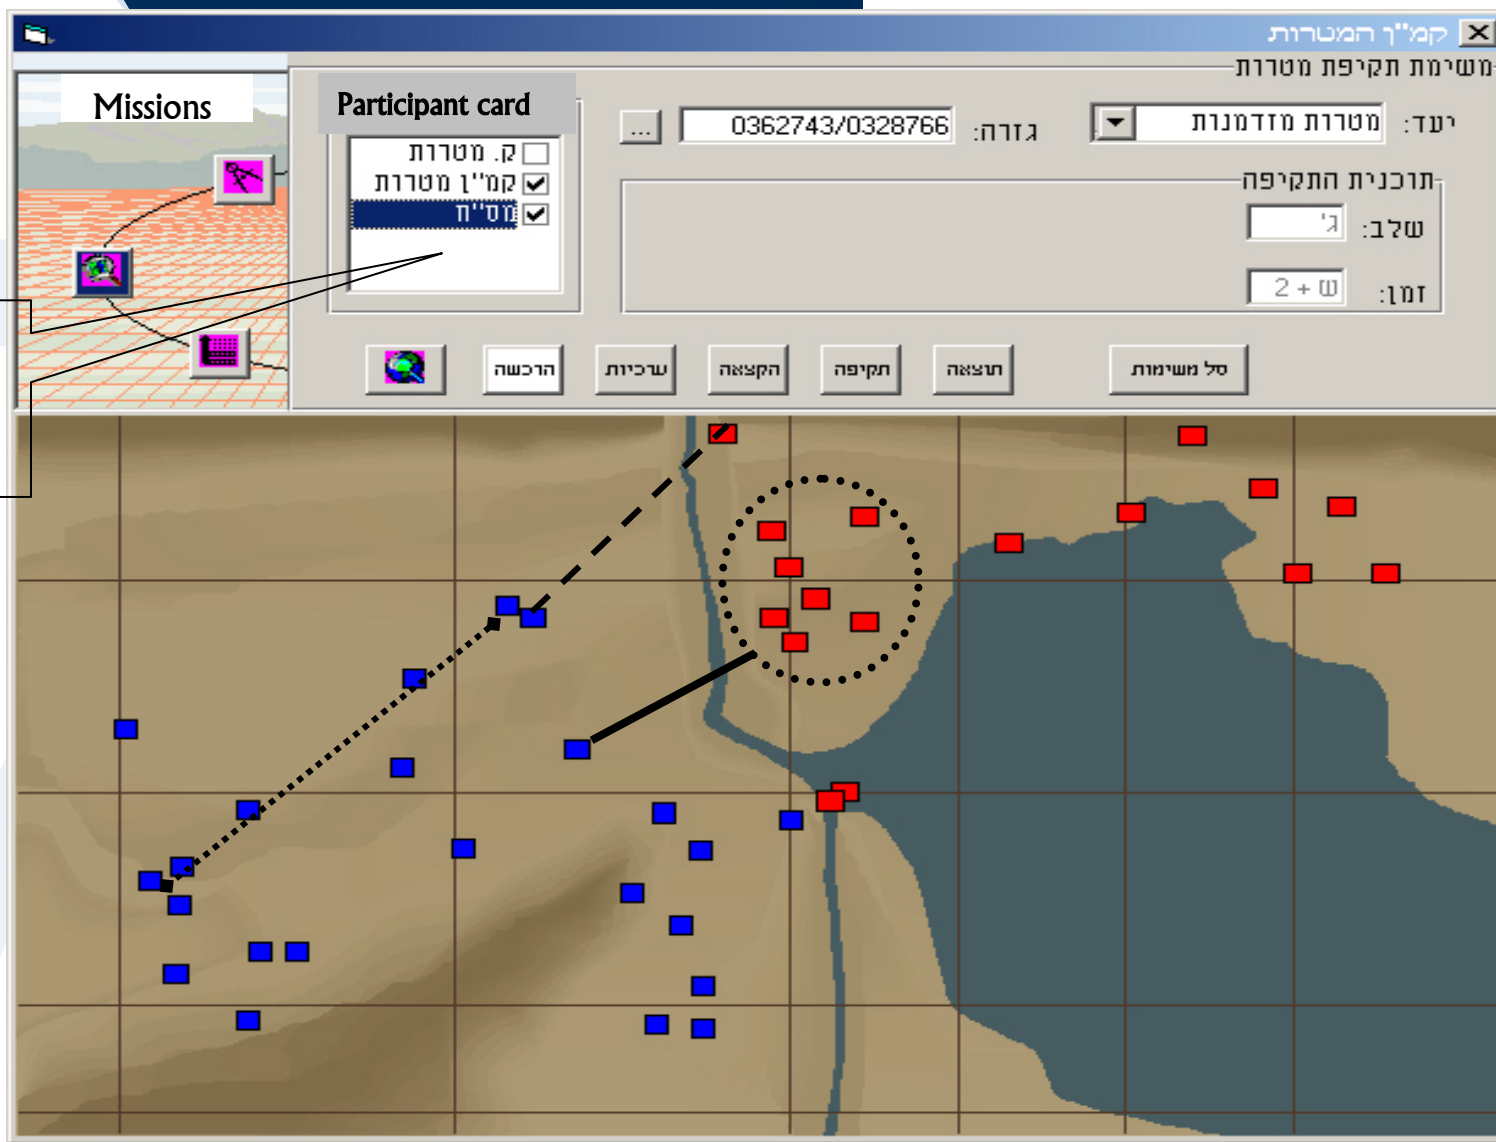 קמ"ן המטרות
משימת תקיפת מטרות
Missions
Participant card
יעד: מטרות מזדמנות
גזרה: 0362743/0328766 ...
ק. מטרות
קמ"ן מטרות
מס"ח
תוכנית התקיפה
שלב: ג'
זמן: ש + 2
סל משימות
תוצאה
תקיפה
הקצאה
ערכיות
הרכשה